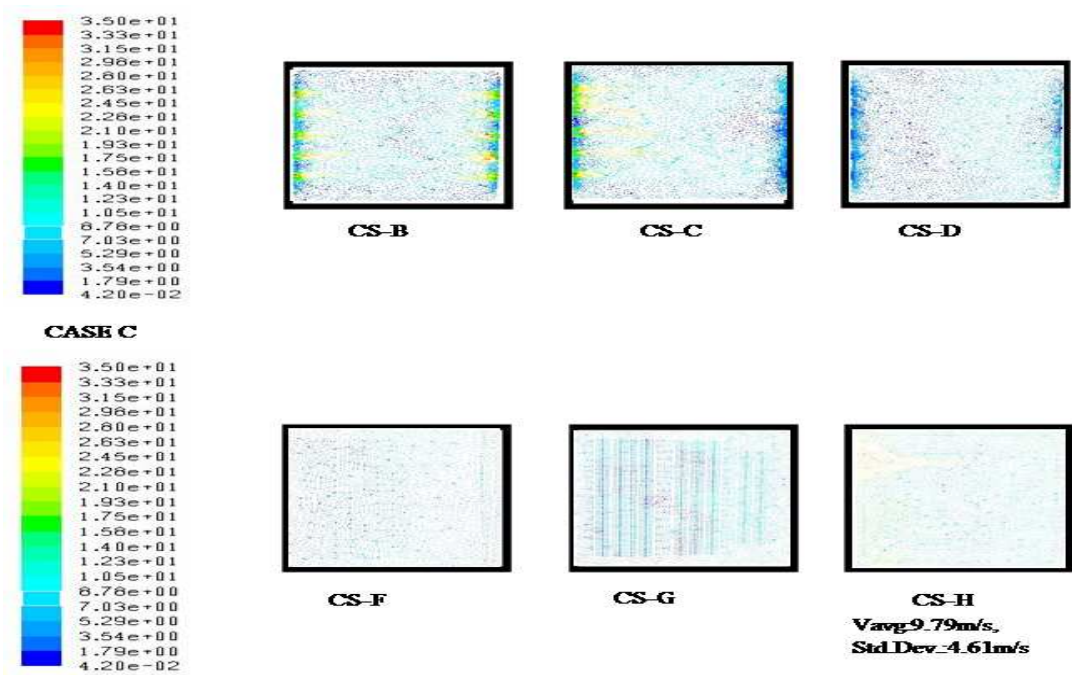 3.50e+01
3.33e+01
3.15e+01
2.98e+01
2.80e+01
2.63e+01
2.45e+01
2.28e+01
2.10e+01
1.93e+01
1.75e+01
1.58e+01
1.40e+01
1.23e+01
1.05e+01
8.78e+00
7.03e+00
5.29e+00
3.54e+00
1.79e+00
4.20e-02
CS-B
CS-C
CS-D
CASE C
3.50e+01
3.33e+01
3.15e+01
2.98e+01
2.80e+01
2.63e+01
2.45e+01
2.28e+01
2.10e+01
1.93e+01
1.75e+01
1.58e+01
1.40e+01
1.23e+01
1.05e+01
8.78e+00
7.03e+00
5.29e+00
3.54e+00
1.79e+00
4.20e-02
CS-F
CS-G
CS-H
Vavg:9.79m/s,
Std.Dev.:4.61m/s